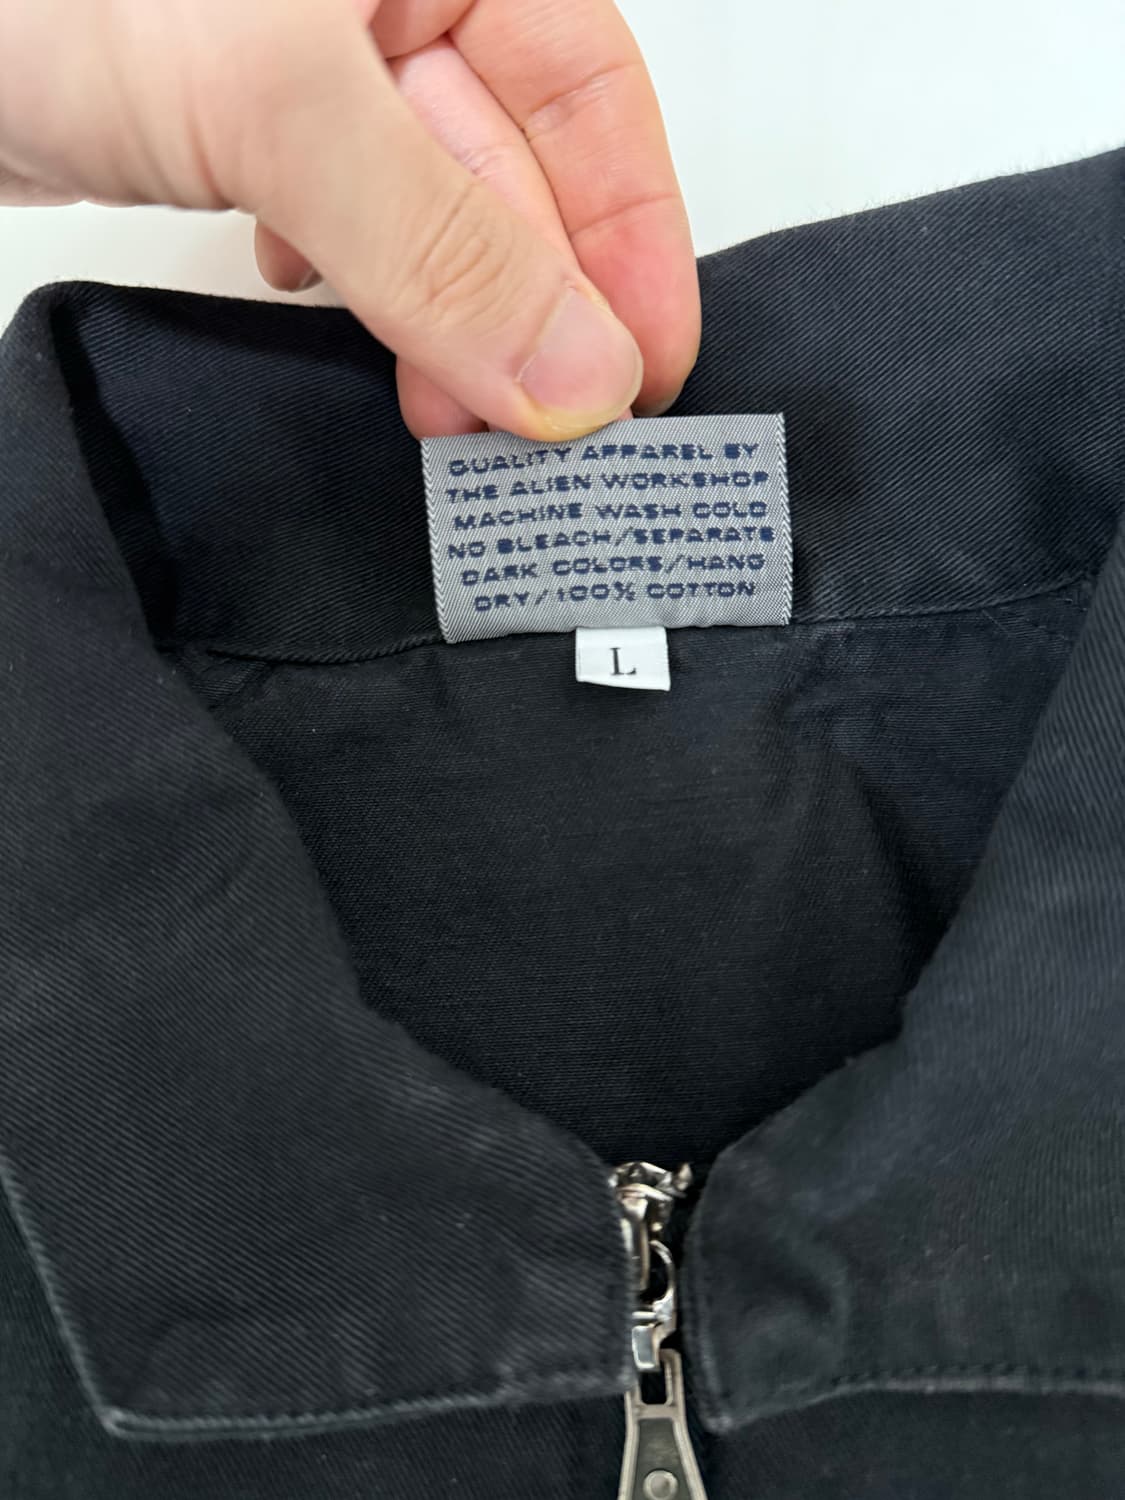 QUALITY APPAREL BY
THE ALIEN WORKSHOP
MACHINE WASH COLD
NO BLEACH/SEPARATE
DARK COLORS/HANG
DRY/100% COTTON
L